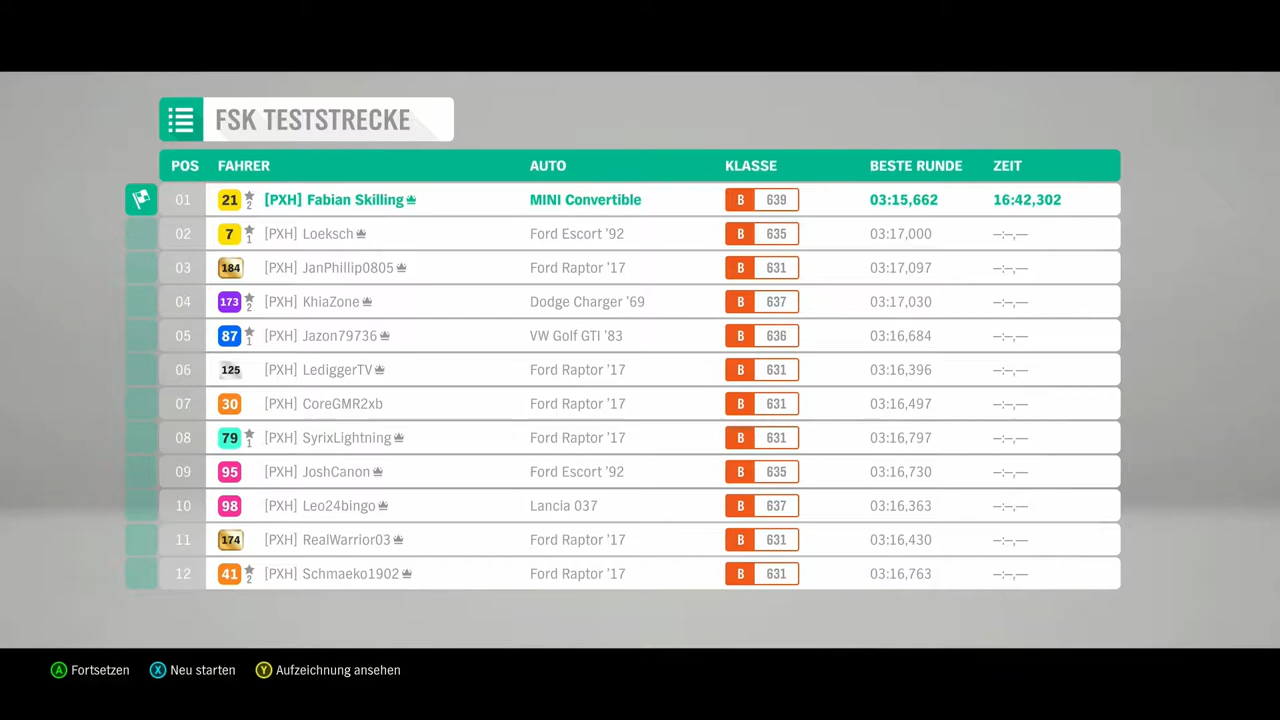 FSK TESTSTRECKE
POS FAHRER AUTO KLASSE BESTE RUNDE ZEIT
01 21 2 [PXH] Fabian Skilling MINI Convertible B 639 03:15,662 16:42,302
02 7 1 [PXH] Loeksch Ford Escort '92 B 635 03:17,000 –:–,–
03 184 [PXH] JanPhillip0805 Ford Raptor '17 B 631 03:17,097 –:–,–
04 173 2 [PXH] KhiaZone Dodge Charger '69 B 637 03:17,030 –:–,–
05 87 1 [PXH] Jazon79736 VW Golf GTI '83 B 636 03:16,684 –:–,–
06 125 [PXH] LediggerTV Ford Raptor '17 B 631 03:16,396 –:–,–
07 30 [PXH] CoreGMR2xb Ford Raptor '17 B 631 03:16,497 –:–,–
08 79 1 [PXH] SyrixLightning Ford Raptor '17 B 631 03:16,797 –:–,–
09 95 [PXH] JoshCanon Ford Escort '92 B 635 03:16,730 –:–,–
10 98 [PXH] Leo24bingo Lancia 037 B 637 03:16,363 –:–,–
11 174 [PXH] RealWarrior03 Ford Raptor '17 B 631 03:16,430 –:–,–
12 41 2 [PXH] Schmaeko1902 Ford Raptor '17 B 631 03:16,763 –:–,–
A Fortsetzen X Neu starten Y Aufzeichnung ansehen